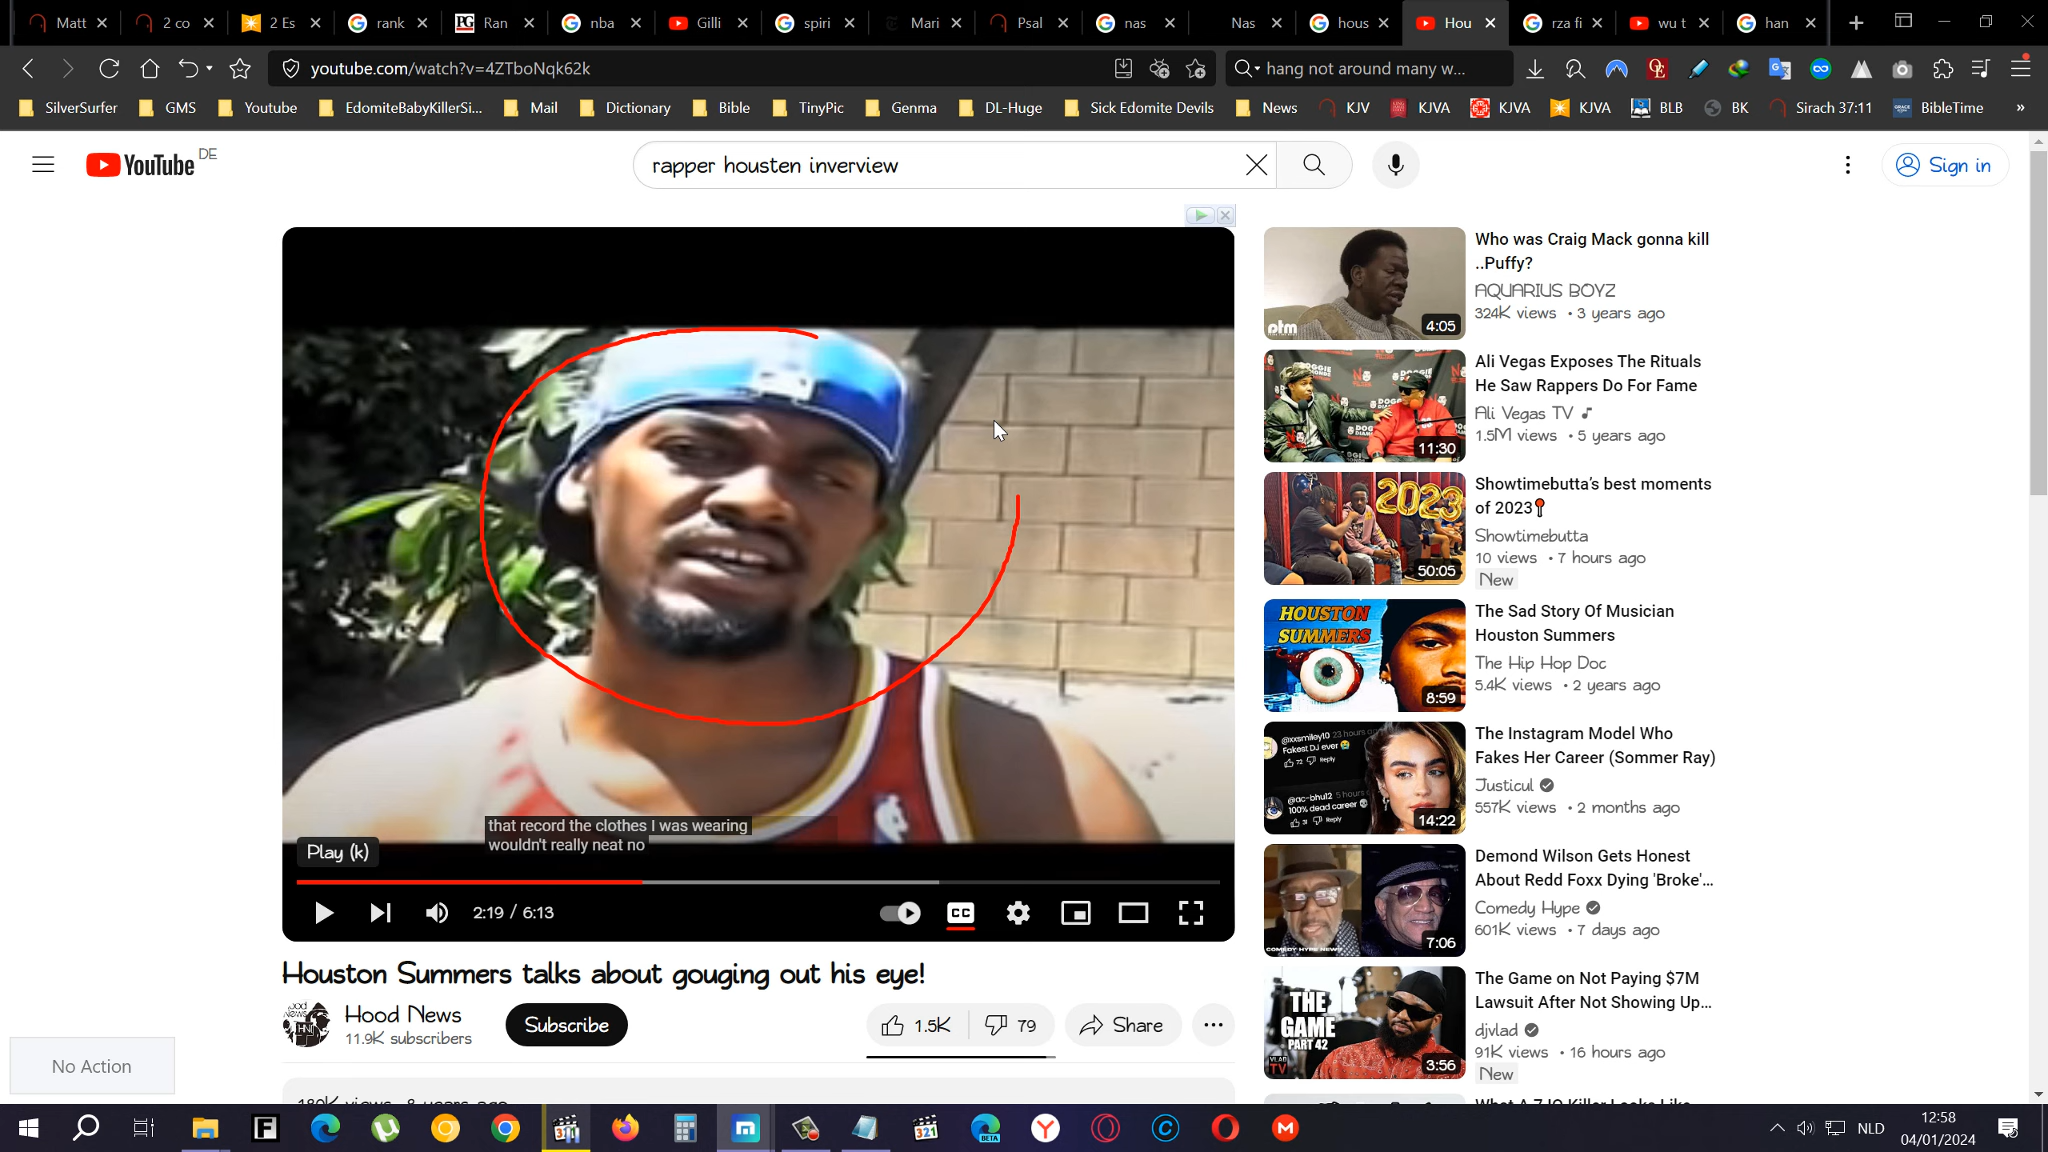 Matt
2 co
2 Es
rank
Ran
nba
Gilli
spiri
Mari
Psal
nas
Nas
hous
Hou
rza fi
wu t
han
youtube.com/watch?v=4ZTboNqk62k
hang not around many w...
SilverSurfer
GMS
Youtube
EdomiteBabyKillerSi...
Mail
Dictionary
Bible
TinyPic
Genma
DL-Huge
Sick Edomite Devils
News
KJV
KJVA
KJVA
KJVA
BLB
BK
Sirach 37:11
BibleTime
YouTube DE
rapper housten inverview
Sign in
that record the clothes I was wearing
wouldn't really neat no
Play (k)
2:19 / 6:13
CC
Houston Summers talks about gouging out his eye!
Hood News
11.9K subscribers
Subscribe
1.5K
79
Share
No Action
Who was Craig Mack gonna kill
..Puffy?
AQUARIUS BOYZ
324K views • 3 years ago
4:05
Ali Vegas Exposes The Rituals
He Saw Rappers Do For Fame
Ali Vegas TV
1.5M views • 5 years ago
11:30
Showtimebutta's best moments
of 2023
Showtimebutta
10 views • 7 hours ago
New
2023
50:05
The Sad Story Of Musician
Houston Summers
The Hip Hop Doc
5.4K views • 2 years ago
HOUSTON
SUMMERS
8:59
The Instagram Model Who
Fakes Her Career (Sommer Ray)
Justicul
557K views • 2 months ago
Fakest DJ ever
100% dead career
14:22
Demond Wilson Gets Honest
About Redd Foxx Dying 'Broke'...
Comedy Hype
601K views • 7 days ago
COMEDY HYPE NEWS
7:06
The Game on Not Paying $7M
Lawsuit After Not Showing Up...
djvlad
91K views • 16 hours ago
New
THE
GAME
PART 42
VLAD
TV
3:56
NLD
12:58
04/01/2024